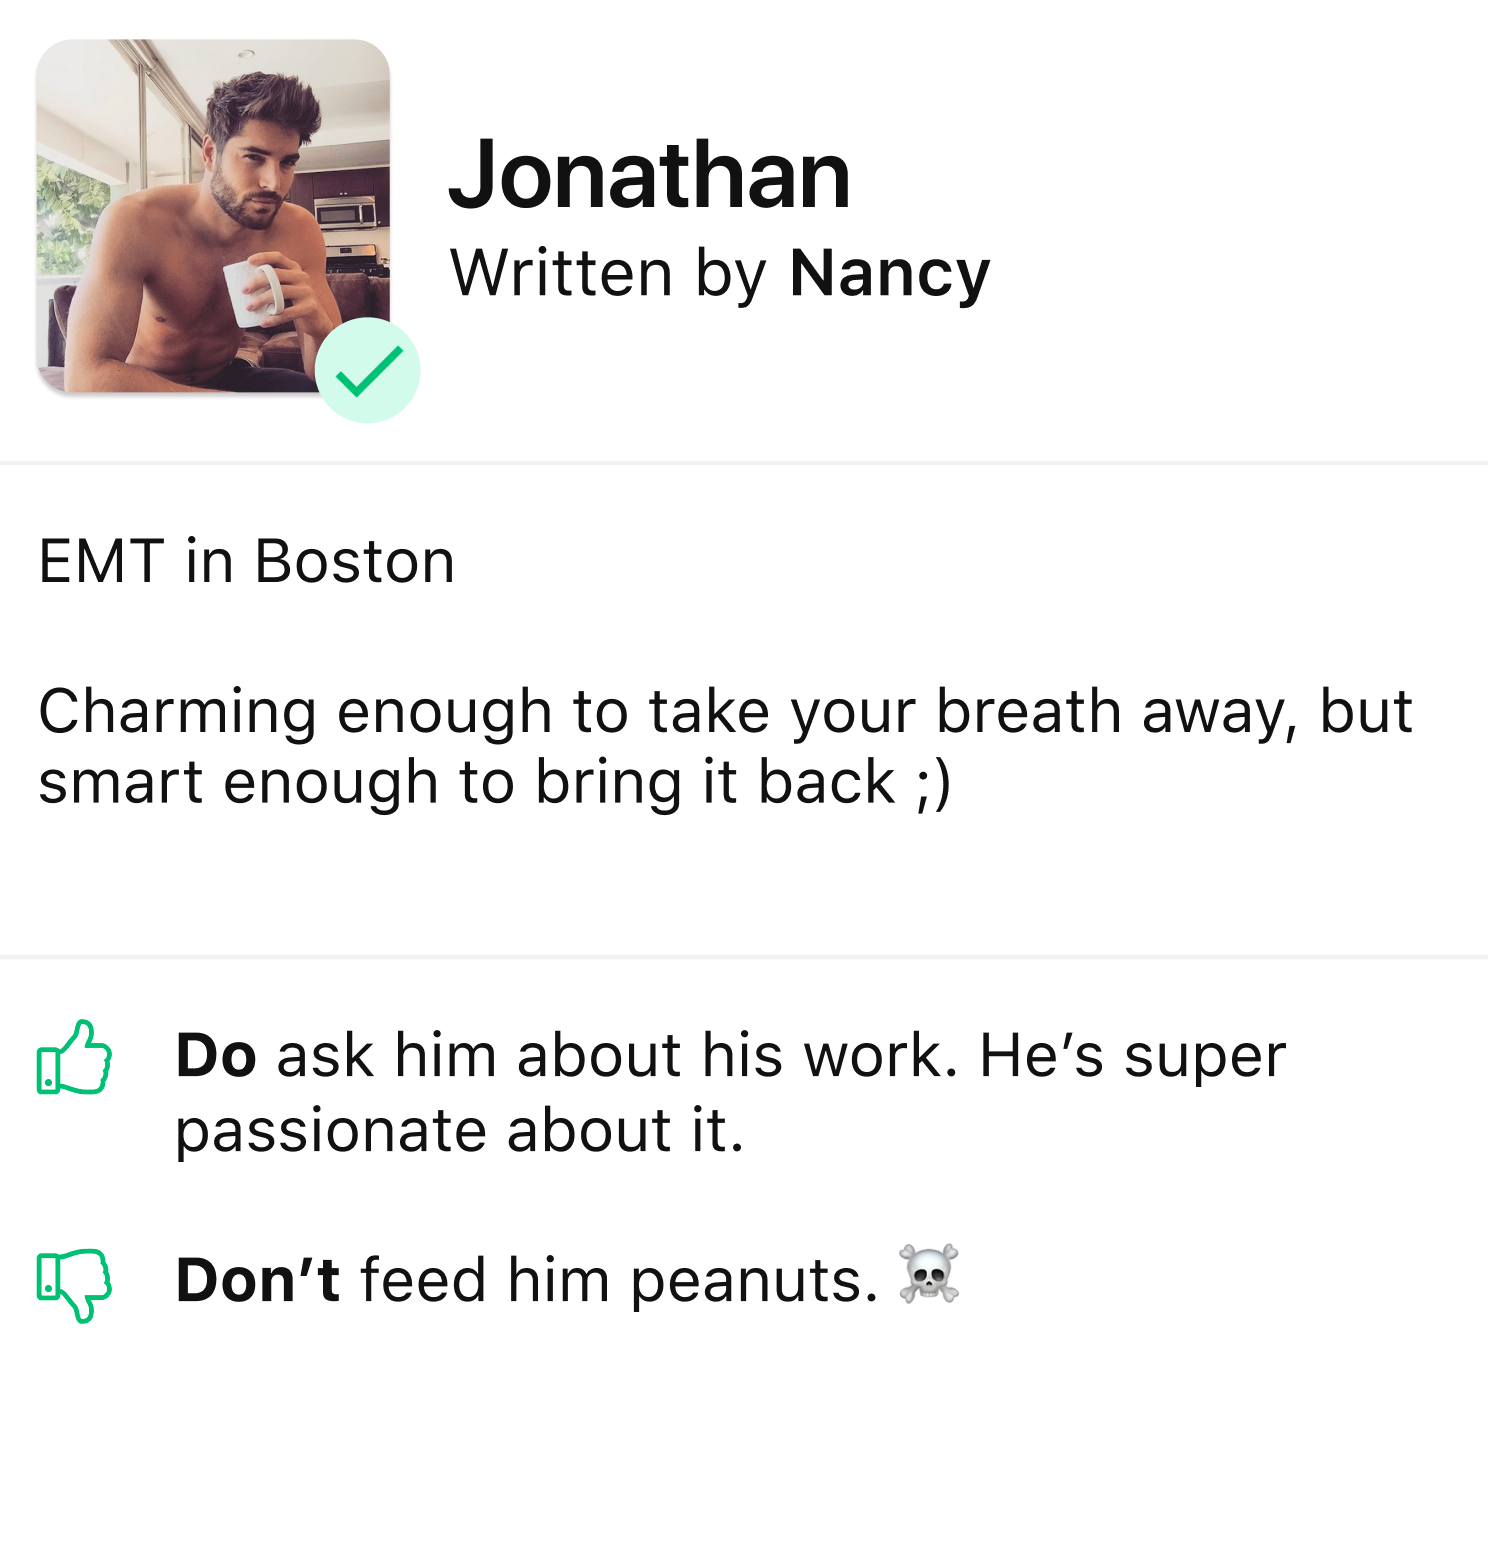 Jonathan
Written by Nancy
EMT in Boston
Charming enough to take your breath away, but
smart enough to bring it back ;)
Do ask him about his work. He’s super
passionate about it.
Don’t feed him peanuts. ☠️